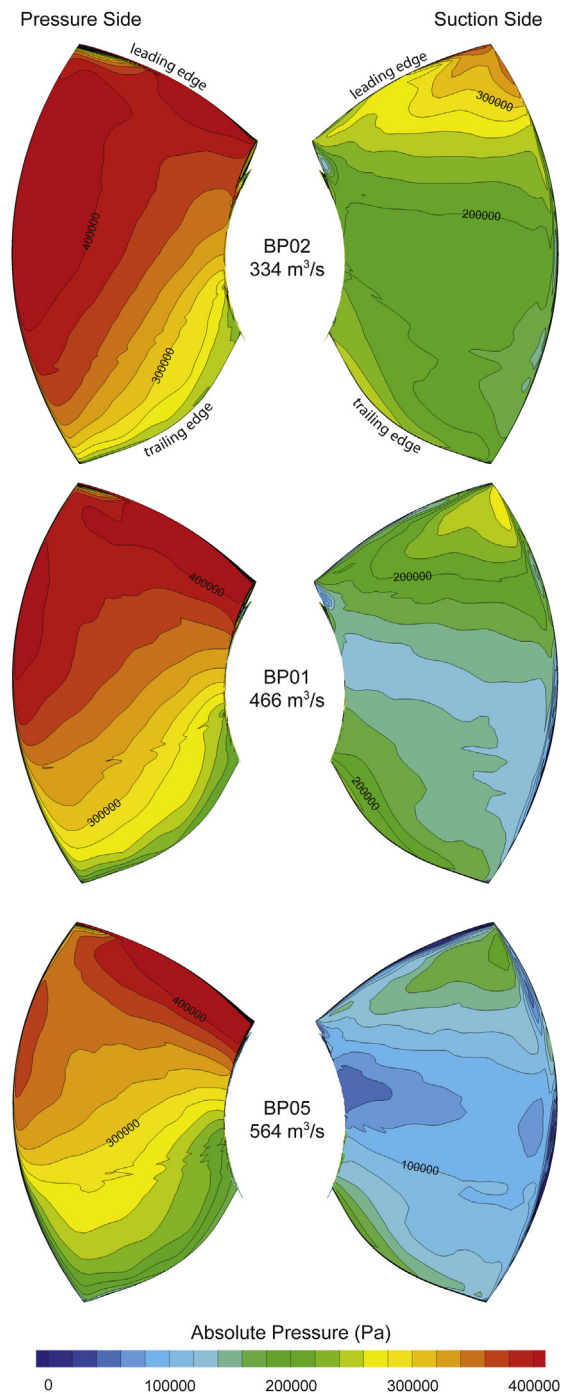 Pressure Side
Suction Side
leading edge
leading edge
400000
300000
200000
BP02
334 m³/s
300000
trailing edge
trailing edge
400000
200000
BP01
466 m³/s
300000
200000
400000
BP05
564 m³/s
300000
100000
Absolute Pressure (Pa)
0 100000 200000 300000 400000